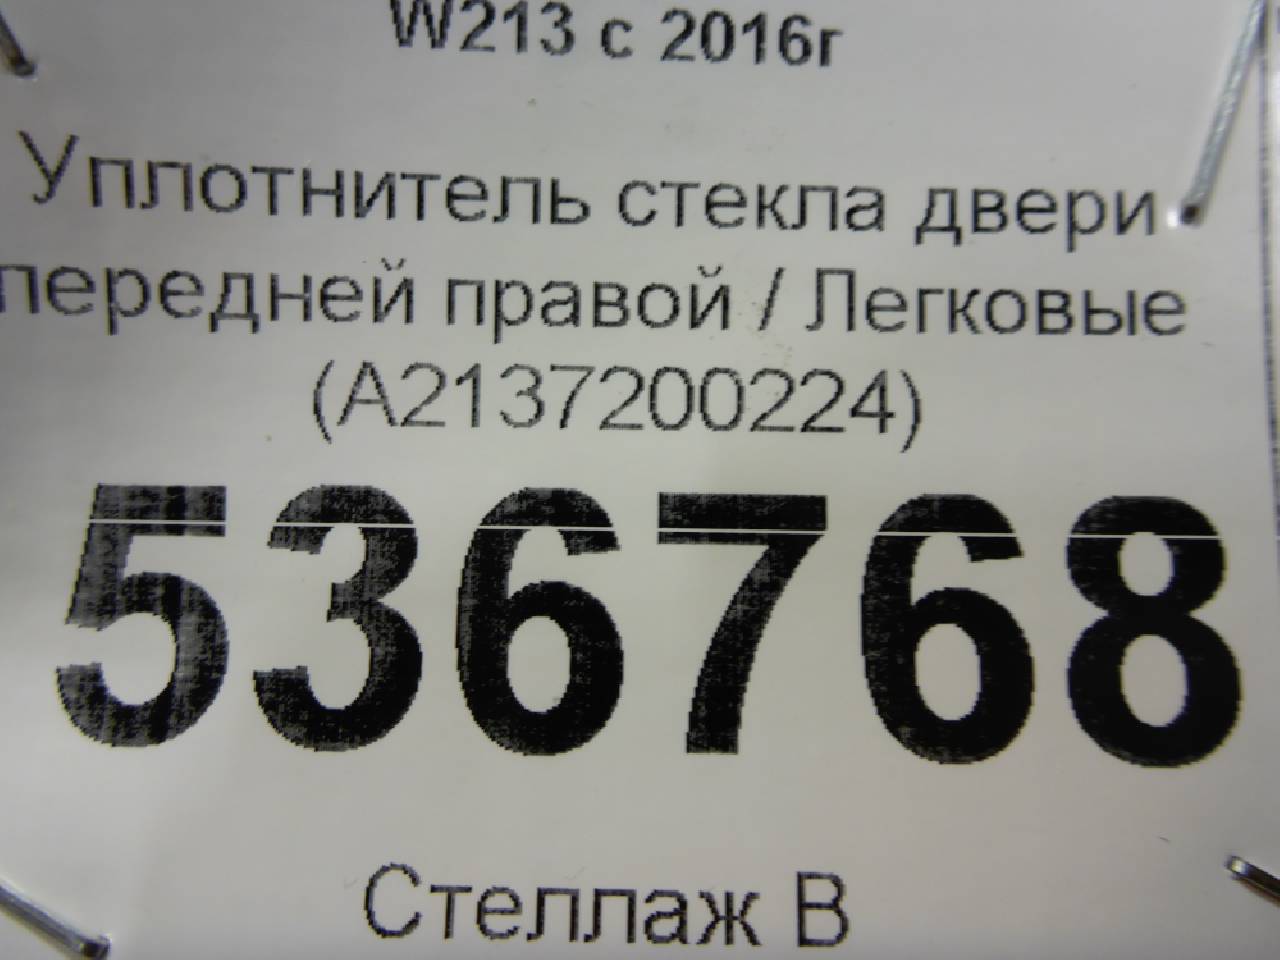 W213 с 2016г
Уплотнитель стекла двери
передней правой / Легковые
(A2137200224)
536768
Стеллаж В